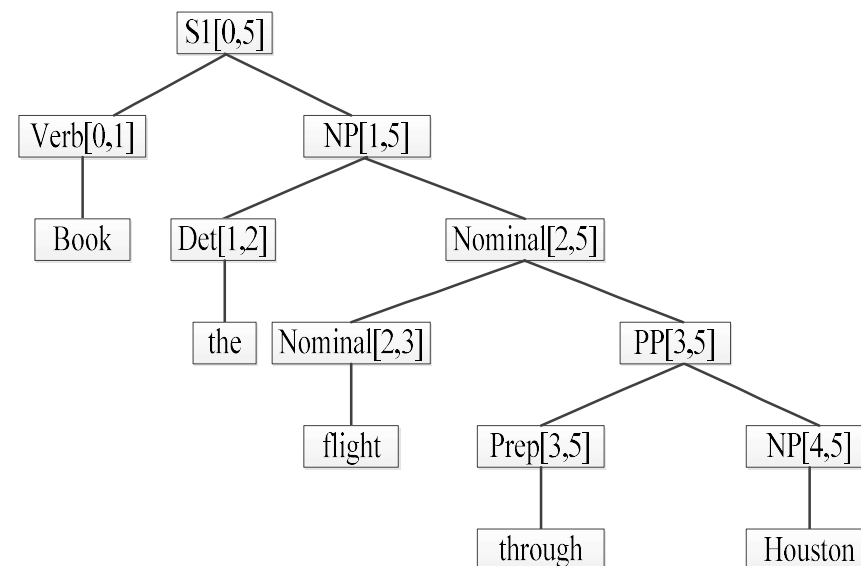 S1[0,5]
Verb[0,1] NP[1,5]
Book Det[1,2] Nominal[2,5]
the Nominal[2,3] PP[3,5]
flight Prep[3,5] NP[4,5]
through Houston